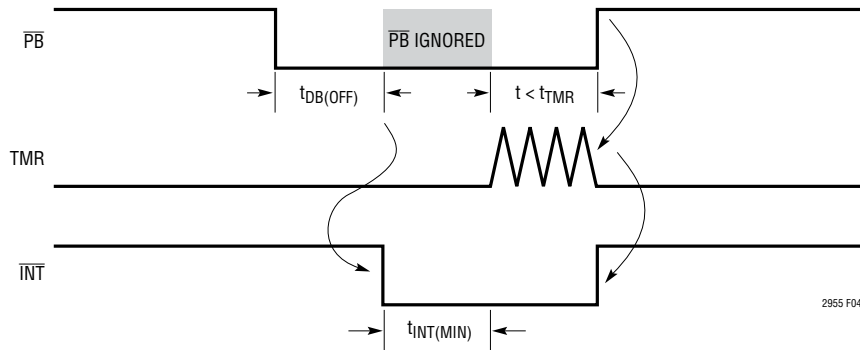 PB
PB IGNORED
tDB(OFF)
t < tTMR
TMR
INT
2955 F04
tINT(MIN)